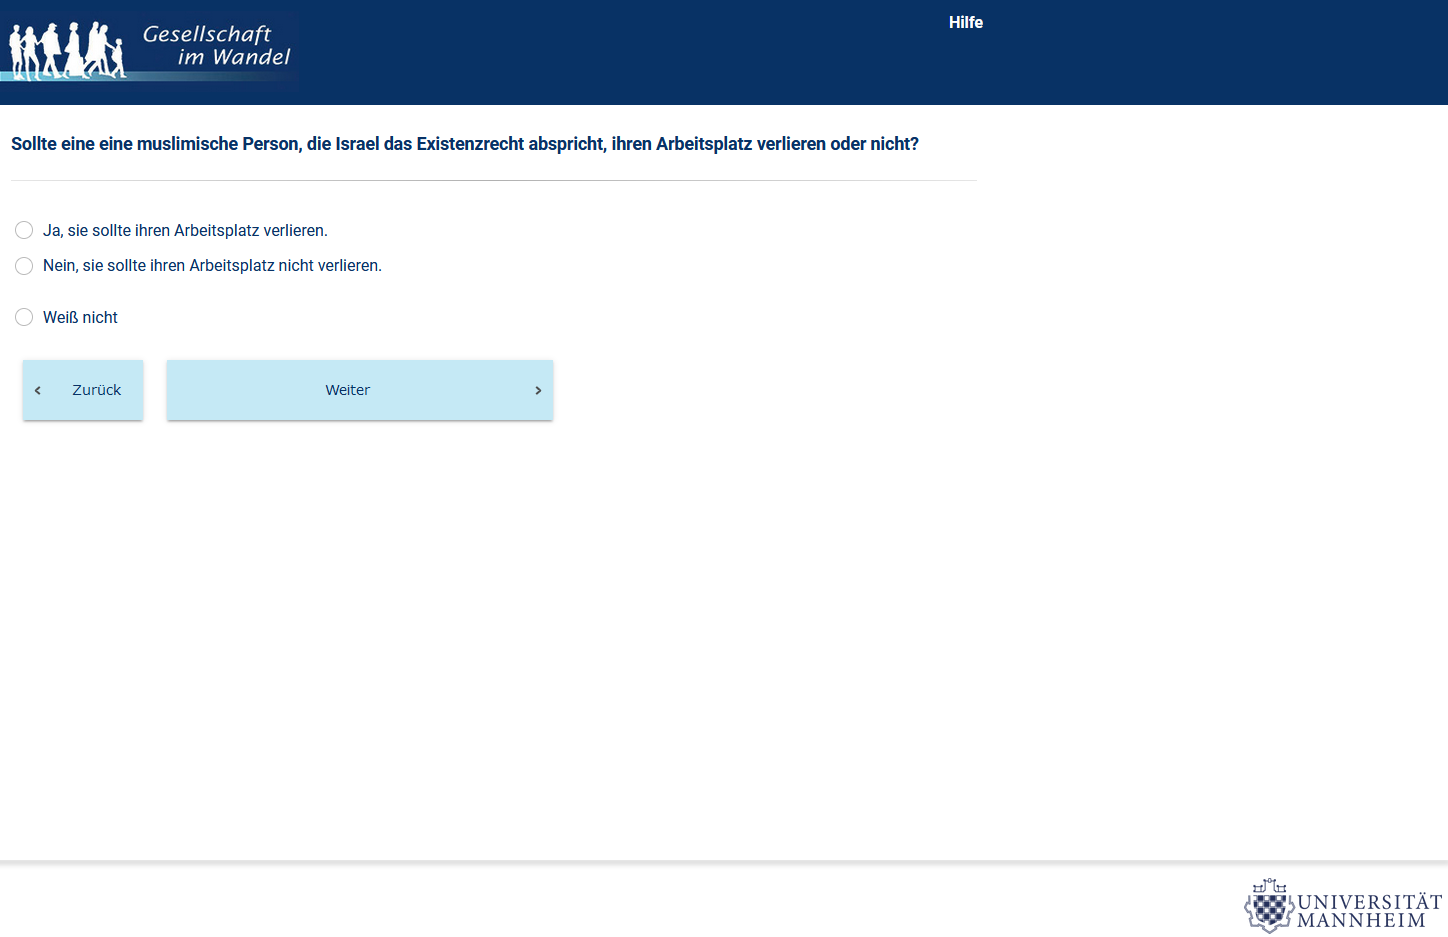 Gesellschaft
im Wandel
Hilfe
Sollte eine eine muslimische Person, die Israel das Existenzrecht abspricht, ihren Arbeitsplatz verlieren oder nicht?
Ja, sie sollte ihren Arbeitsplatz verlieren.
Nein, sie sollte ihren Arbeitsplatz nicht verlieren.
Weiß nicht
Zurück
Weiter
UNIVERSITÄT
MANNHEIM